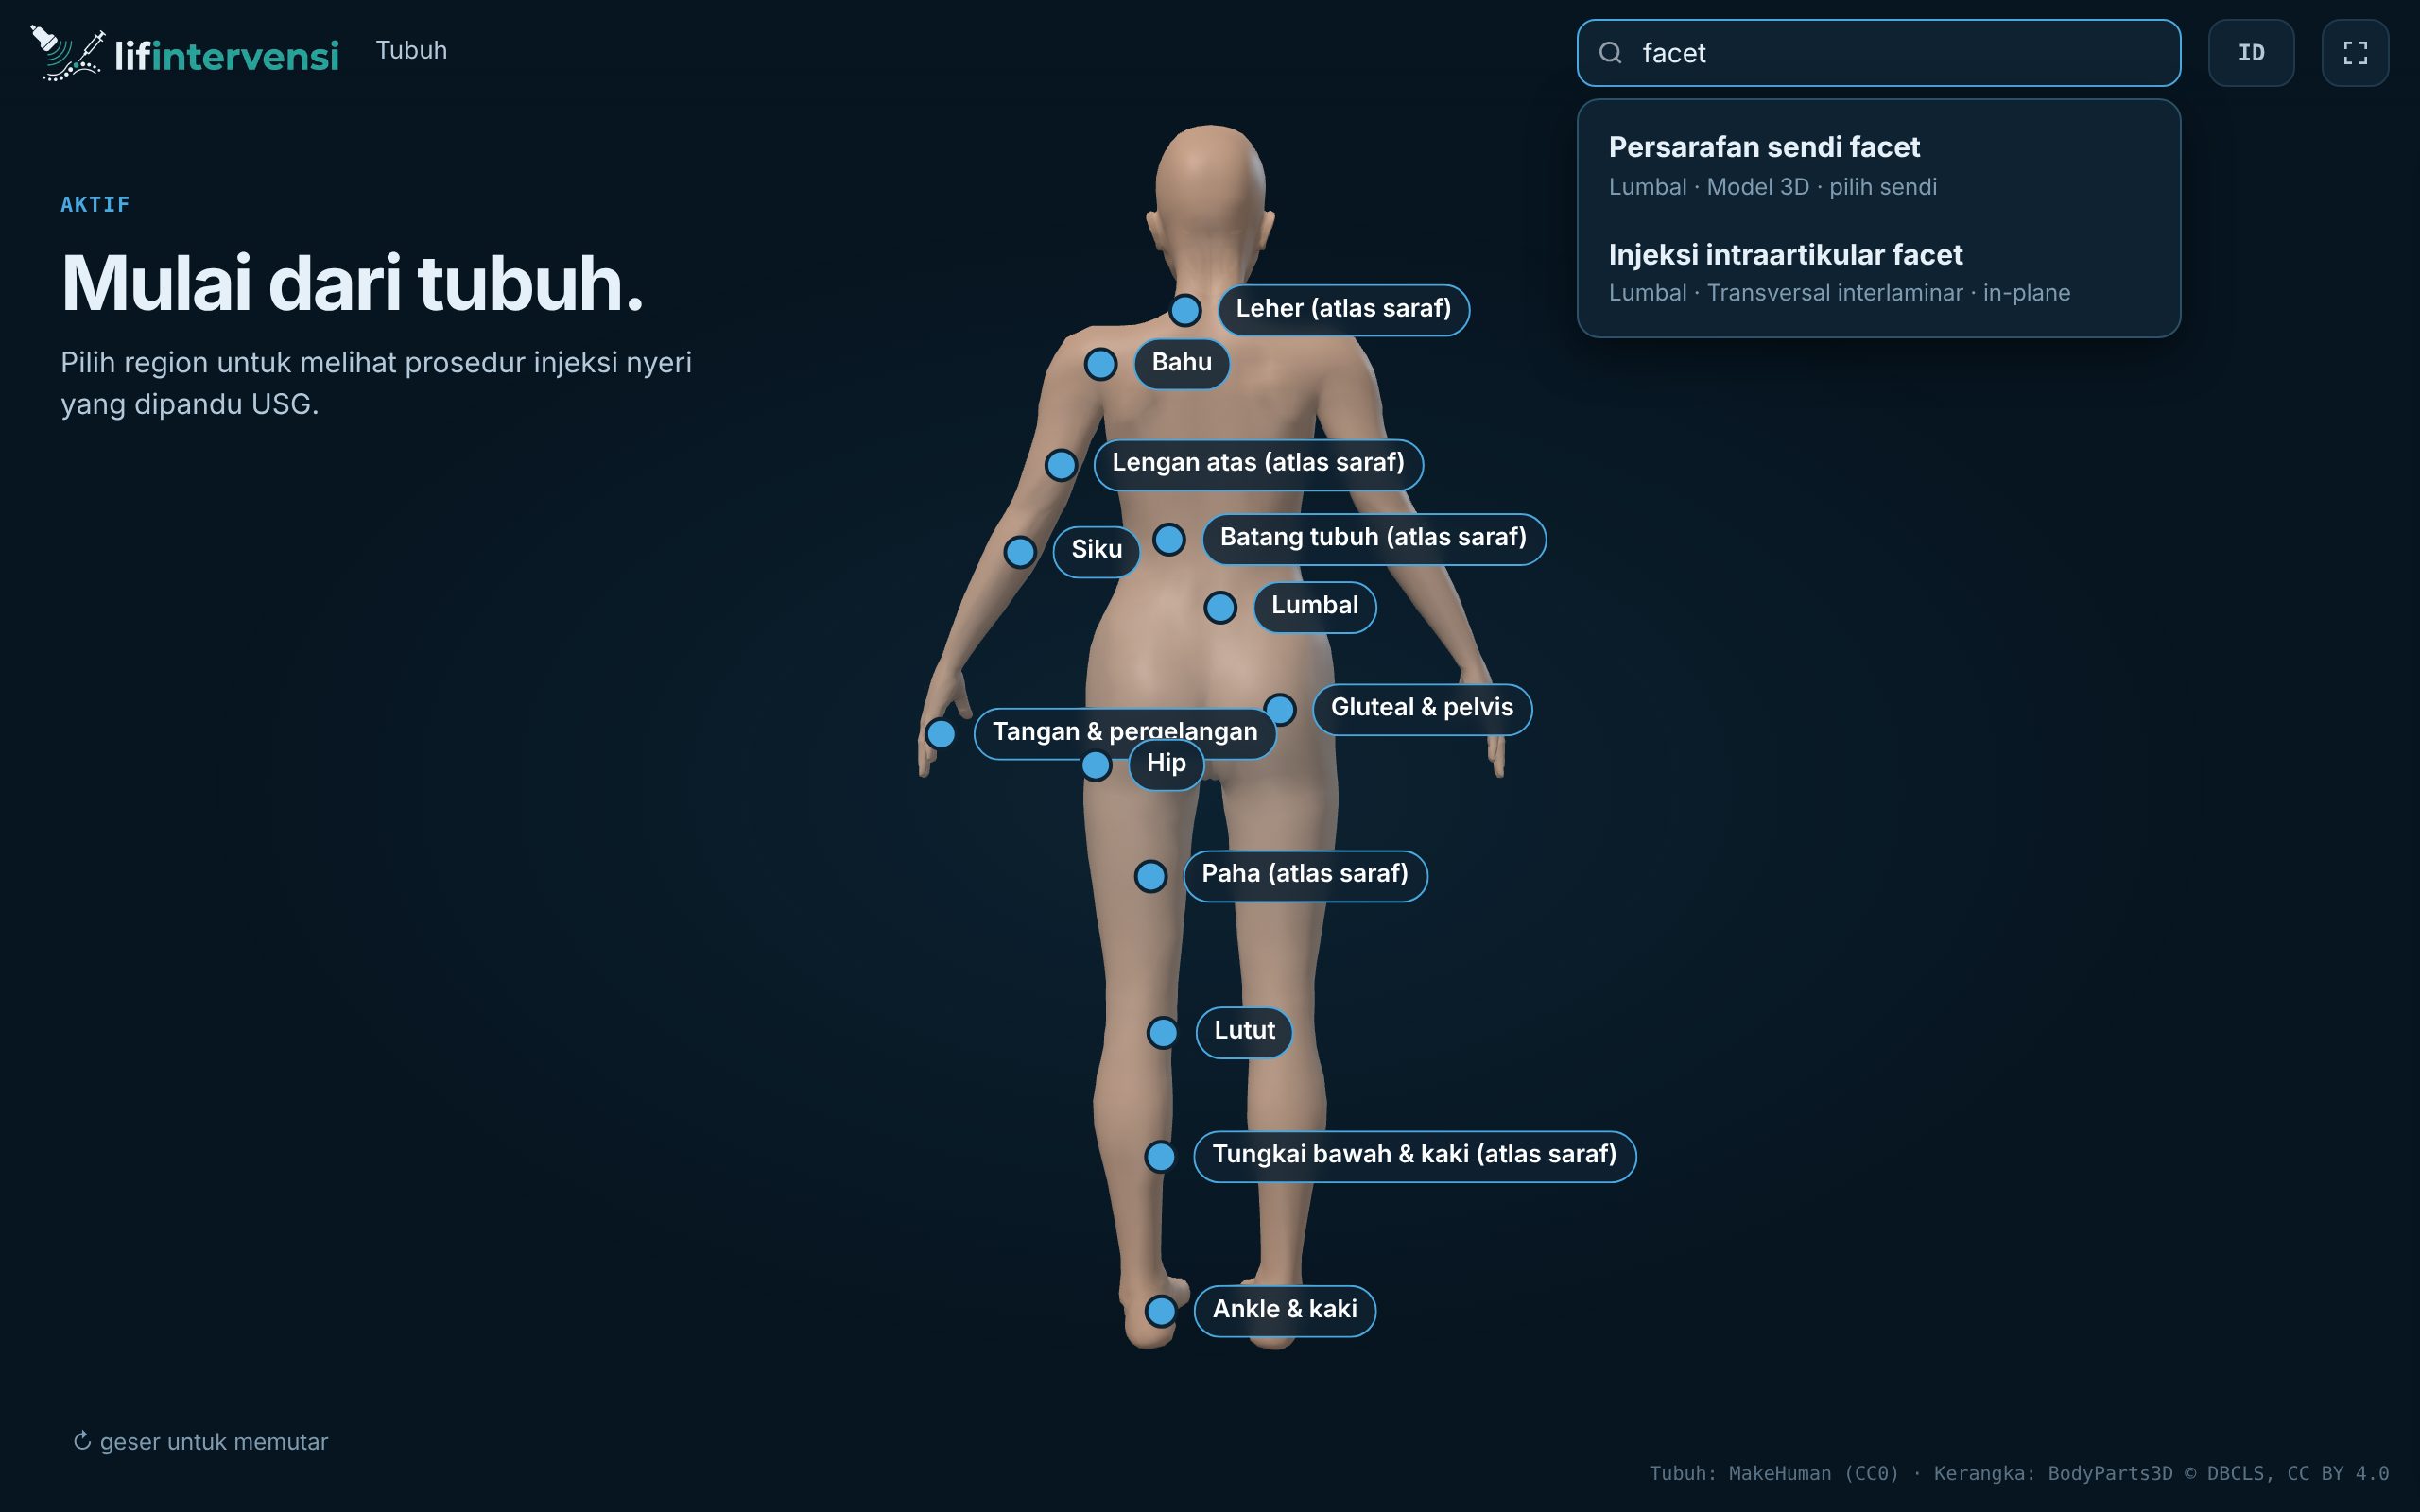 lifintervensi
Tubuh
facet
ID
Persarafan sendi facet
Lumbal · Model 3D · pilih sendi
Injeksi intraartikular facet
Lumbal · Transversal interlaminar · in-plane
AKTIF
Mulai dari tubuh.
Pilih region untuk melihat prosedur injeksi nyeri
yang dipandu USG.
Leher (atlas saraf)
Bahu
Lengan atas (atlas saraf)
Batang tubuh (atlas saraf)
Siku
Lumbal
Gluteal & pelvis
Tangan & pergelangan
Hip
Paha (atlas saraf)
Lutut
Tungkai bawah & kaki (atlas saraf)
Ankle & kaki
↻ geser untuk memutar
Tubuh: MakeHuman (CC0) · Kerangka: BodyParts3D © DBCLS, CC BY 4.0